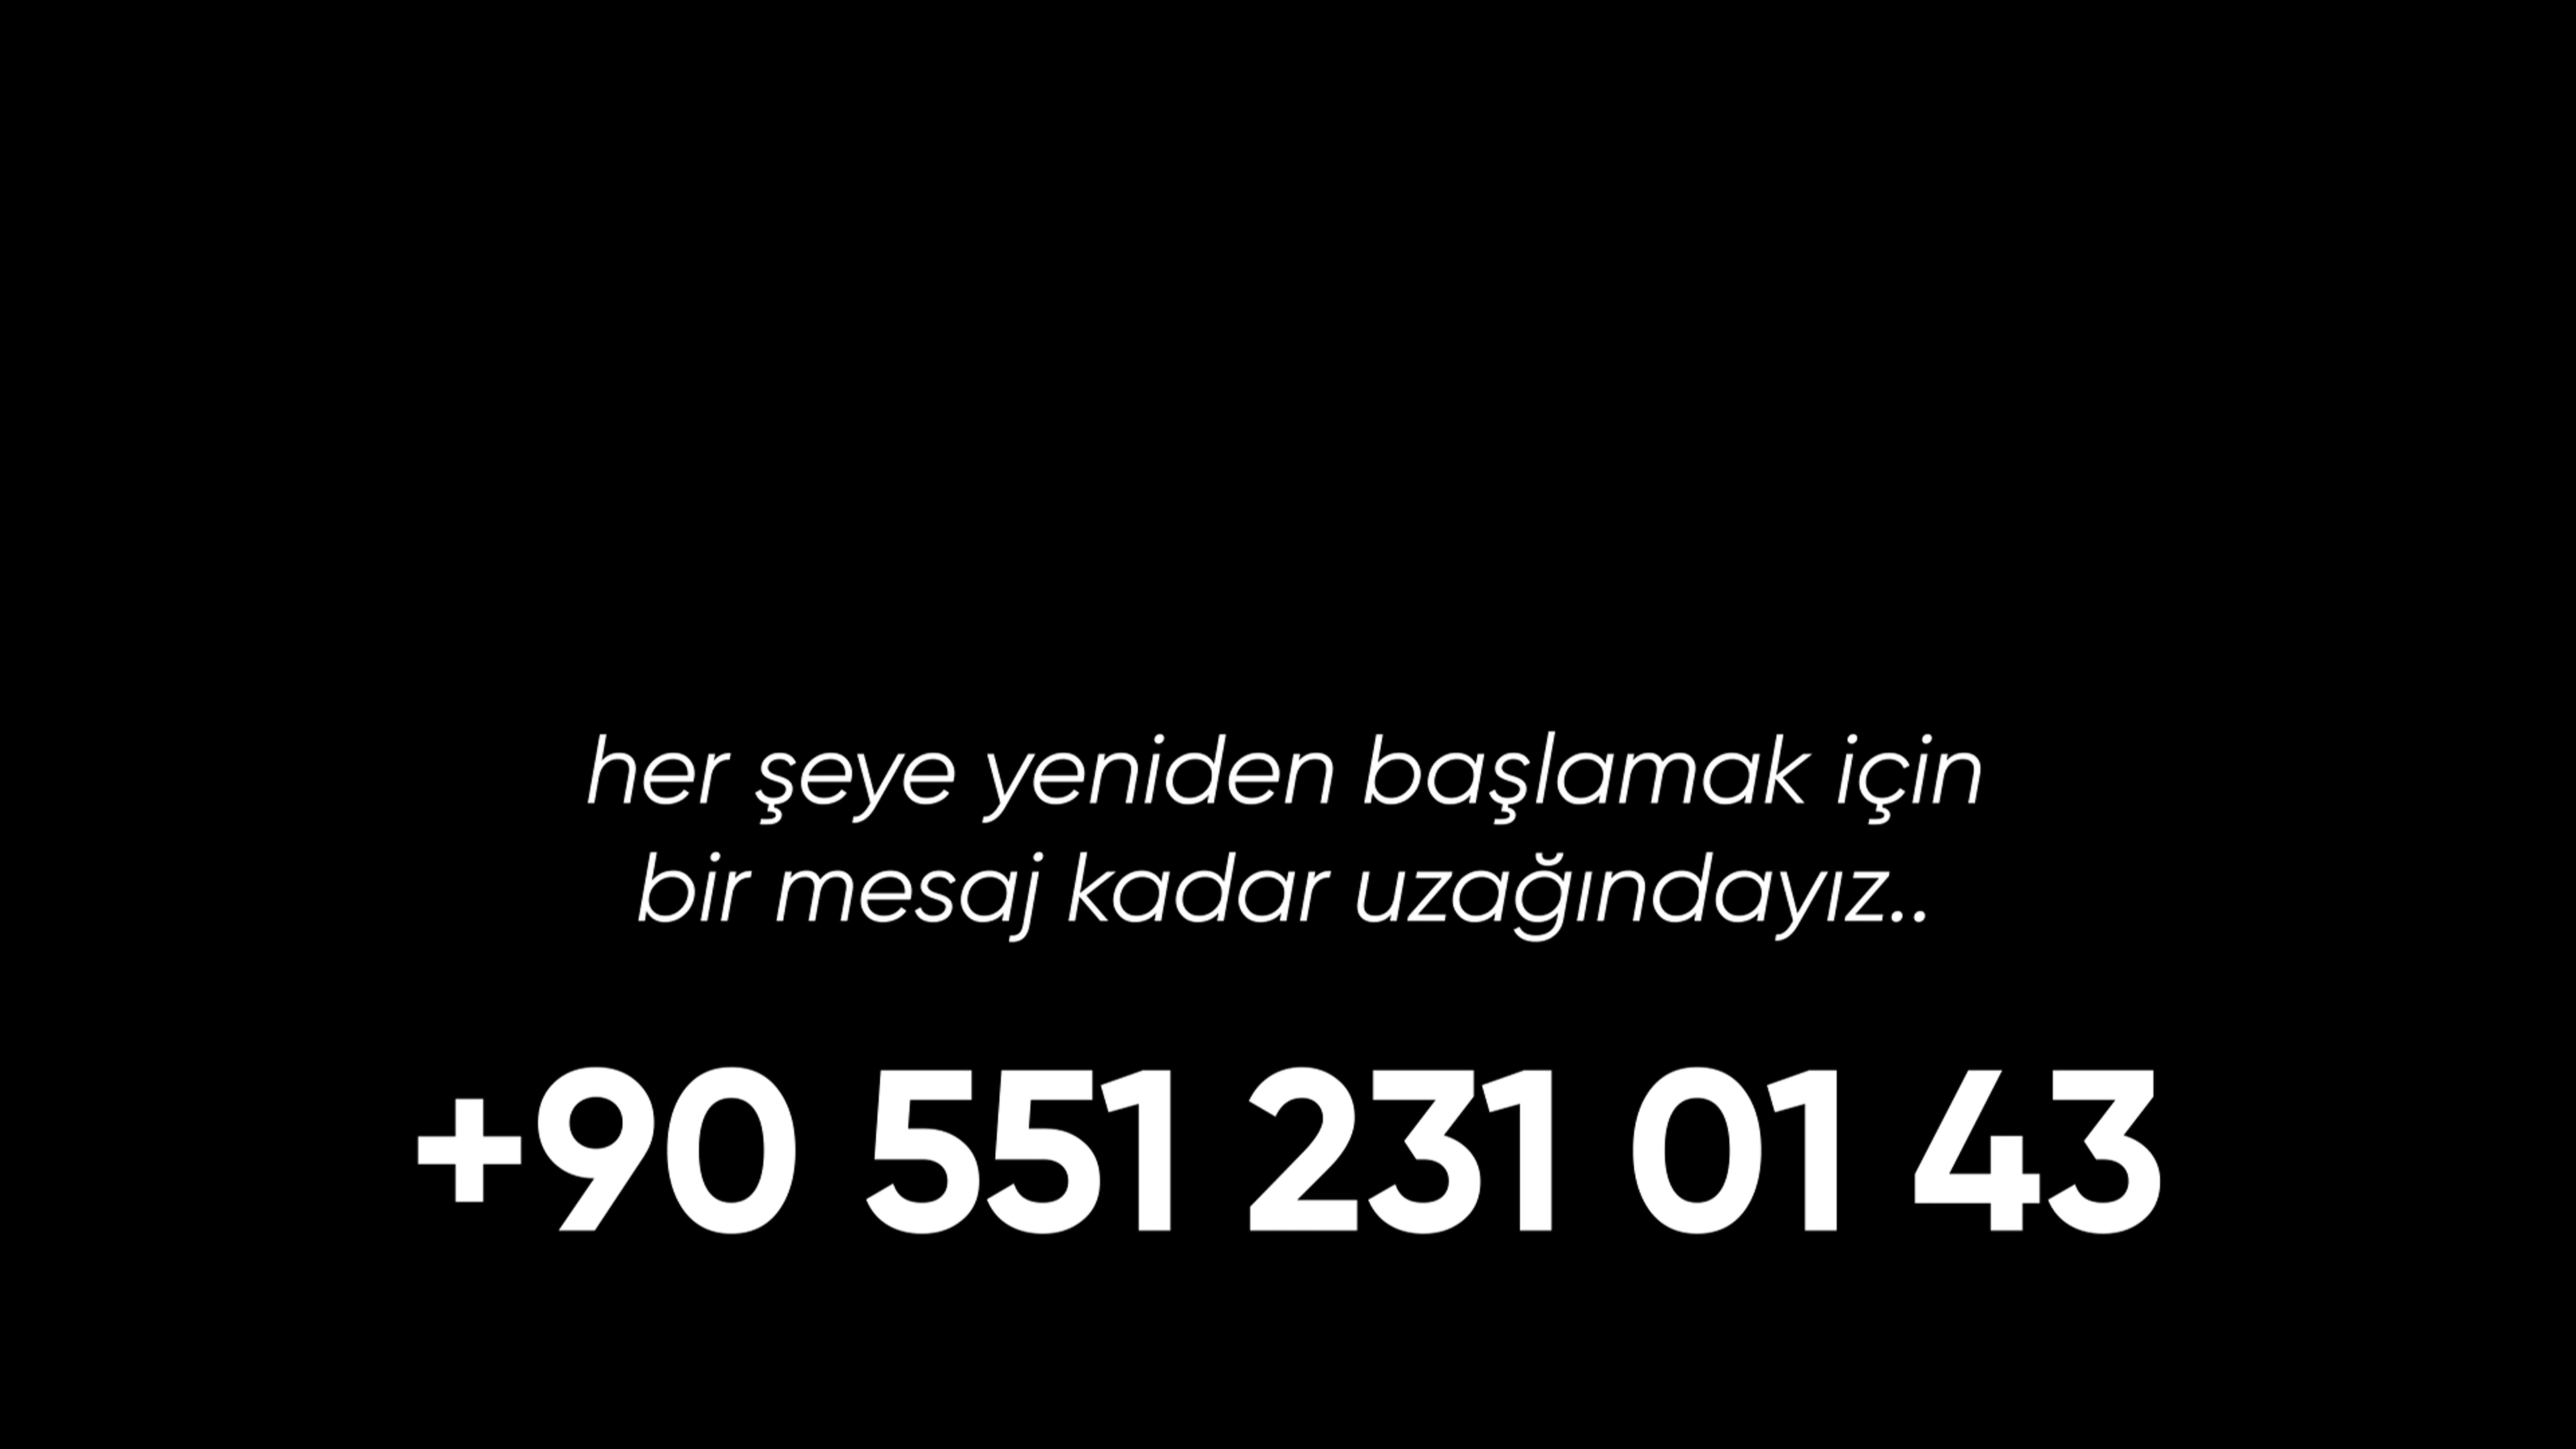 her şeye yeniden başlamak için
bir mesaj kadar uzağındayız..
+90 551 231 01 43